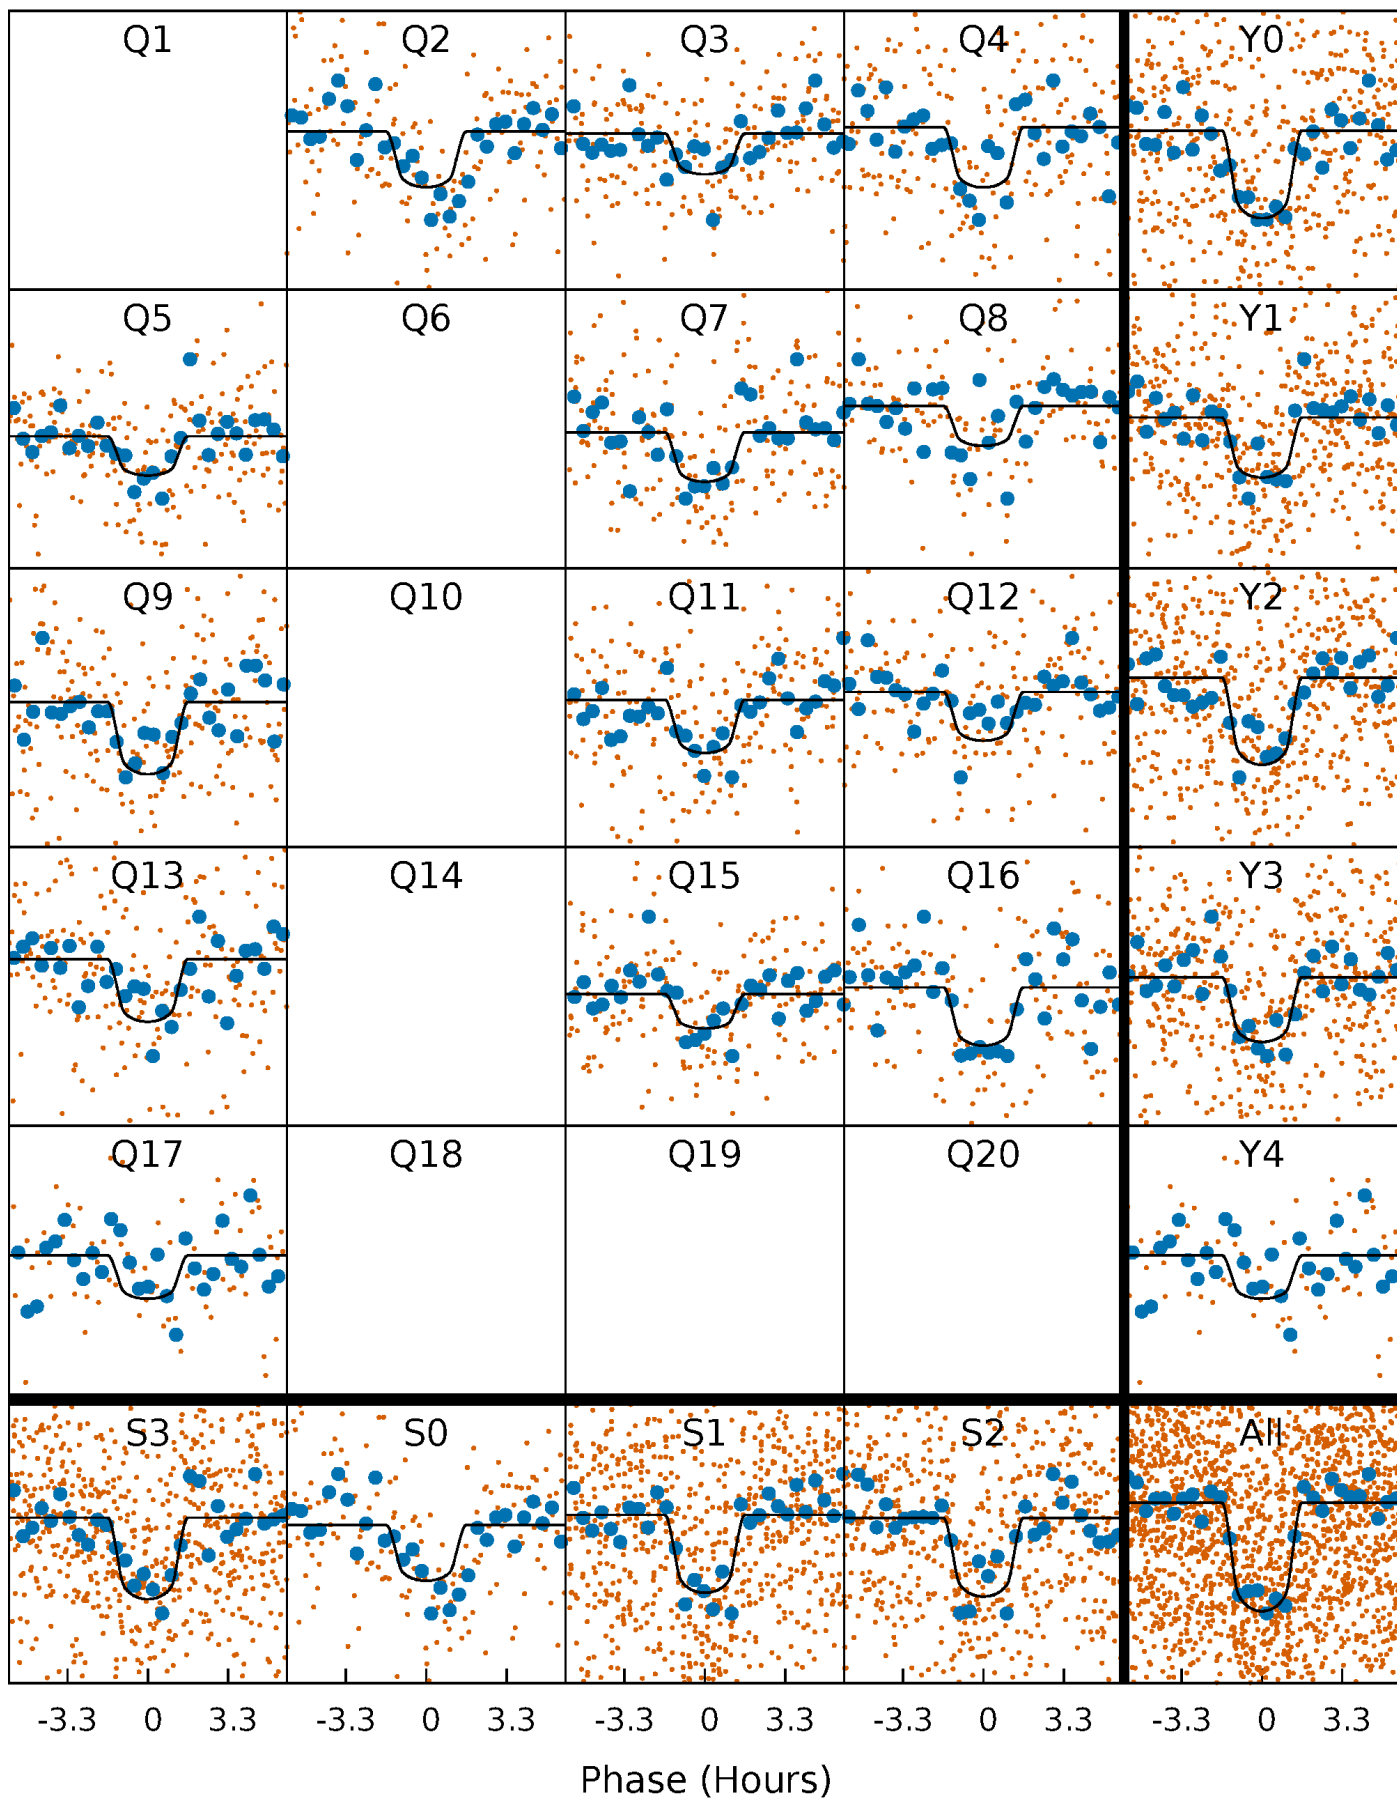 Q1 Q2 Q3 Q4 Y0
Q5 Q6 Q7 Q8 Y1
Q9 Q10 Q11 Q12 Y2
Q13 Q14 Q15 Q16 Y3
Q17 Q18 Q19 Q20 Y4
S3 S0 S1 S2 All
-3.3 0 3.3 -3.3 0 3.3 -3.3 0 3.3 -3.3 0 3.3 -3.3 0 3.3
Phase (Hours)